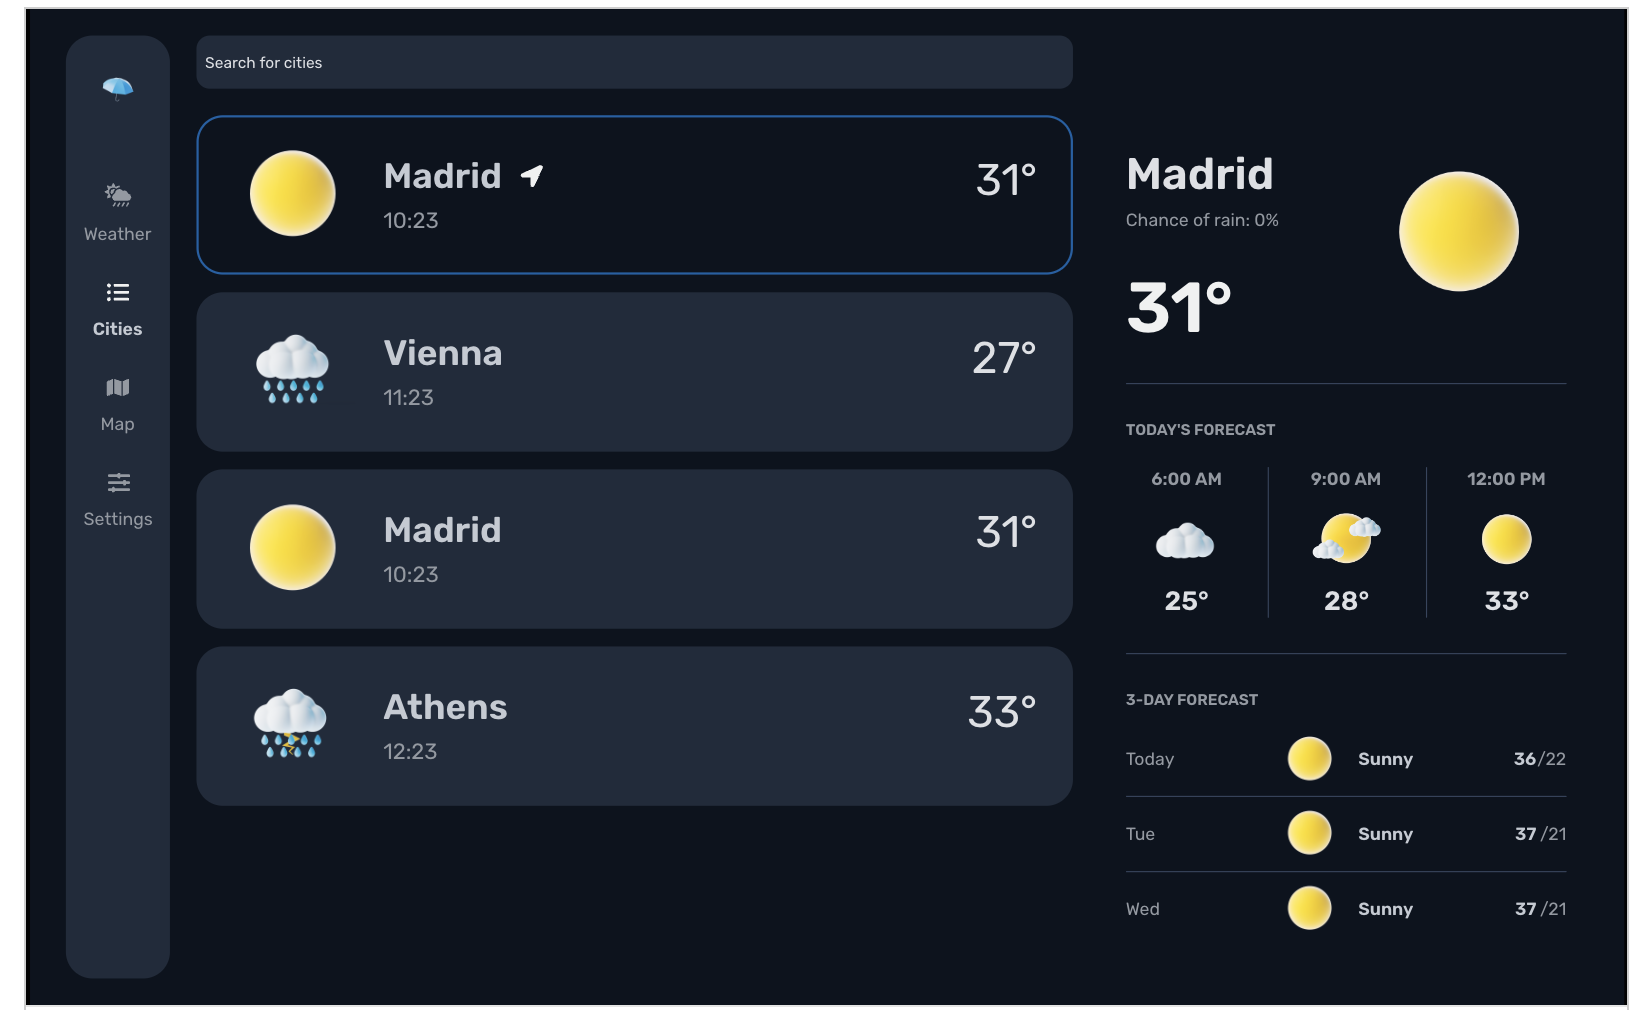 Weather
Cities
Map
Settings
Search for cities
Madrid
10:23
31°
Vienna
11:23
27°
Madrid
10:23
31°
Athens
12:23
33°
Madrid
Chance of rain: 0%
31°
TODAY'S FORECAST
6:00 AM 9:00 AM 12:00 PM
25° 28° 33°
3-DAY FORECAST
Today Sunny 36/22
Tue Sunny 37/21
Wed Sunny 37/21